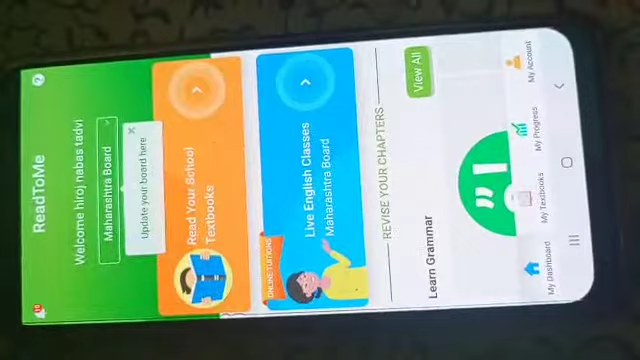 ReadToMe
Welcome hiroj nabas tadvi
Maharashtra Board
Update your board here
Read Your School
Textbooks
Live English Classes
Maharashtra Board
ONLINE TUITIONS
REVISE YOUR CHAPTERS
View All
Learn Grammar
My Dashboard
My Textbooks
My Progress
My Account